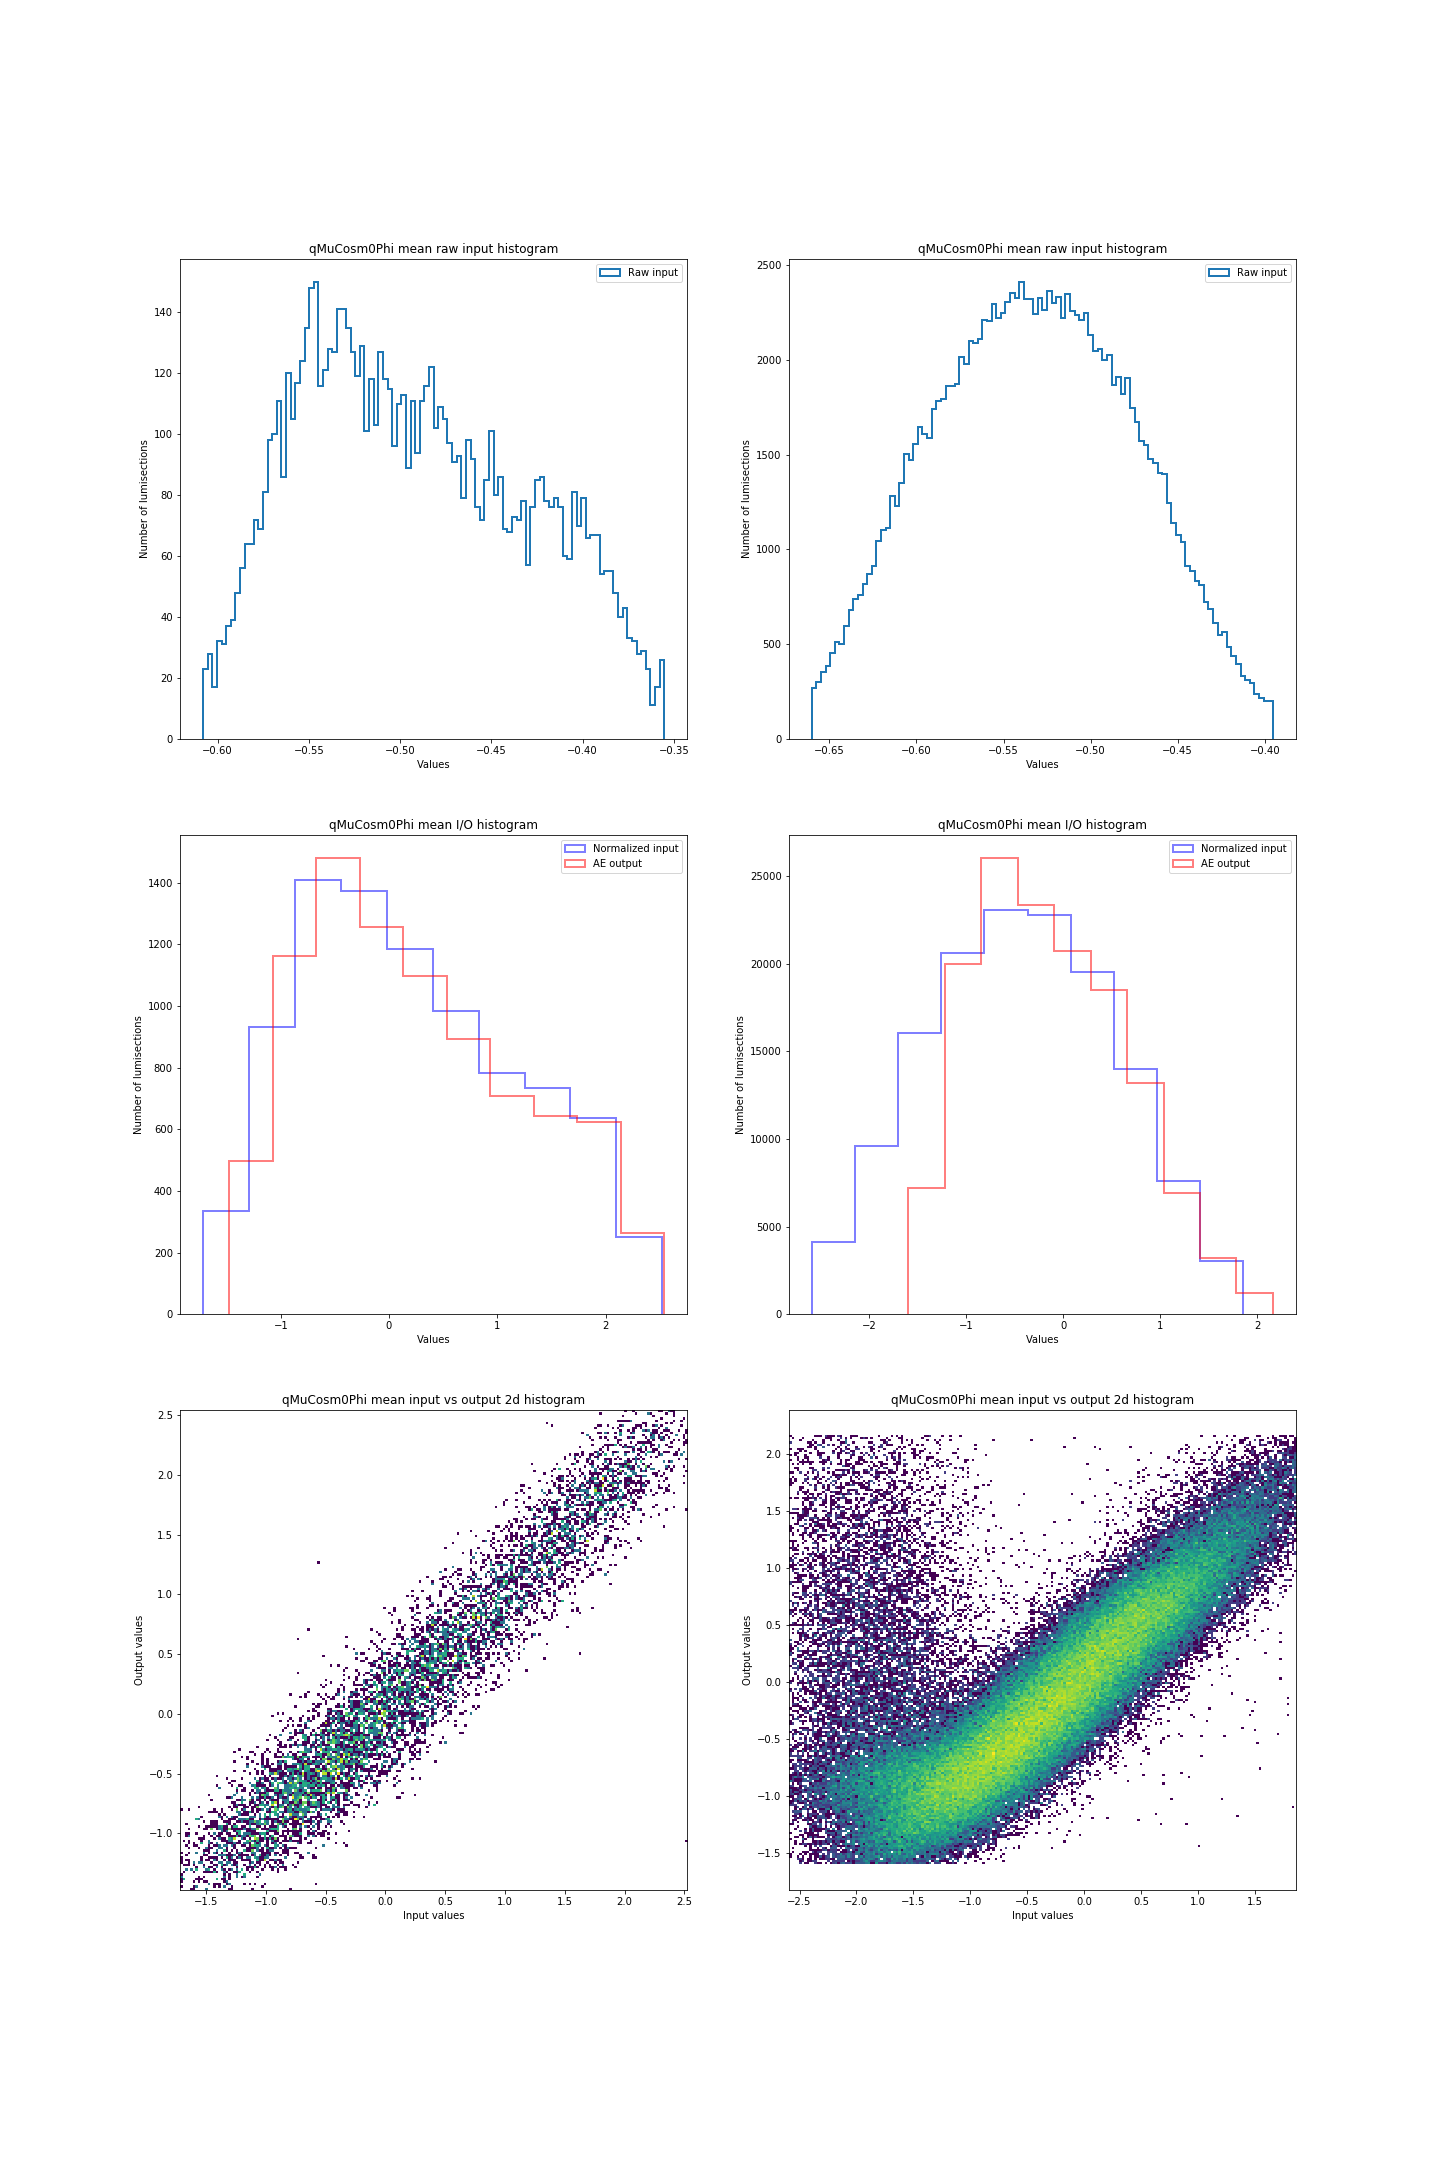 qMuCosm0Phi mean raw input histogram
Raw input
Number of lumisections
140
120
100
80
60
40
20
0
−0.60 −0.55 −0.50 −0.45 −0.40 −0.35
Values
qMuCosm0Phi mean raw input histogram
Raw input
Number of lumisections
2500
2000
1500
1000
500
0
−0.65 −0.60 −0.55 −0.50 −0.45 −0.40
Values
qMuCosm0Phi mean I/O histogram
Normalized input
AE output
Number of lumisections
1400
1200
1000
800
600
400
200
0
−1 0 1 2
Values
qMuCosm0Phi mean I/O histogram
Normalized input
AE output
Number of lumisections
25000
20000
15000
10000
5000
0
−2 −1 0 1 2
Values
qMuCosm0Phi mean input vs output 2d histogram
Output values
2.5
2.0
1.5
1.0
0.5
0.0
−0.5
−1.0
−1.5 −1.0 −0.5 0.0 0.5 1.0 1.5 2.0 2.5
Input values
qMuCosm0Phi mean input vs output 2d histogram
Output values
2.0
1.5
1.0
0.5
0.0
−0.5
−1.0
−1.5
−2.5 −2.0 −1.5 −1.0 −0.5 0.0 0.5 1.0 1.5
Input values